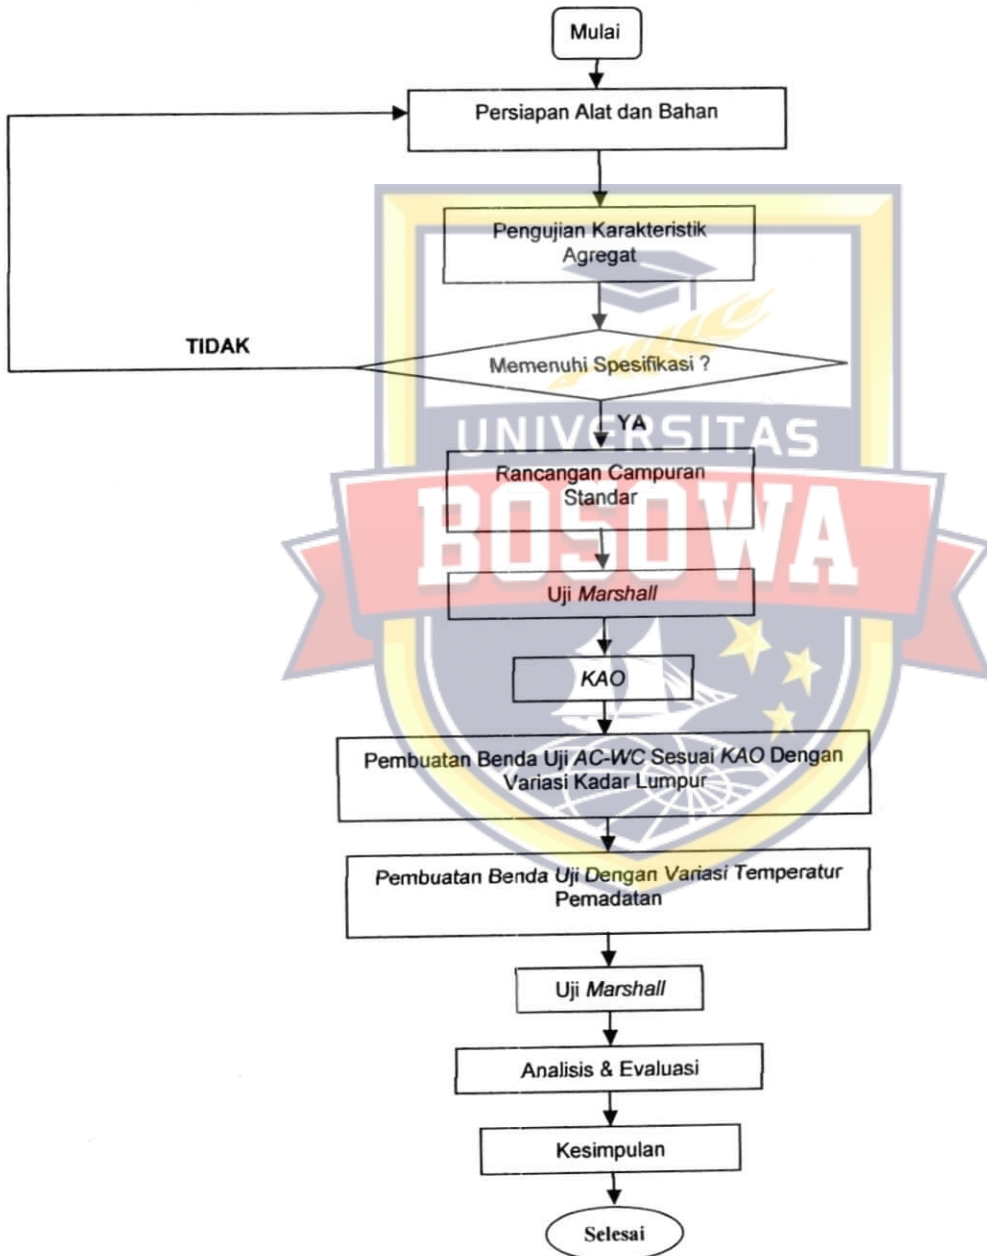 Mulai
Persiapan Alat dan Bahan
Pengujian Karakteristik
Agregat
TIDAK
Memenuhi Spesifikasi ?
YA
UNIVERSITAS
Rancangan Campuran
Standar
BOSOWA
Uji Marshall
KAO
Pembuatan Benda Uji AC-WC Sesuai KAO Dengan
Variasi Kadar Lumpur
Pembuatan Benda Uji Dengan Variasi Temperatur
Pemadatan
Uji Marshall
Analisis & Evaluasi
Kesimpulan
Selesai